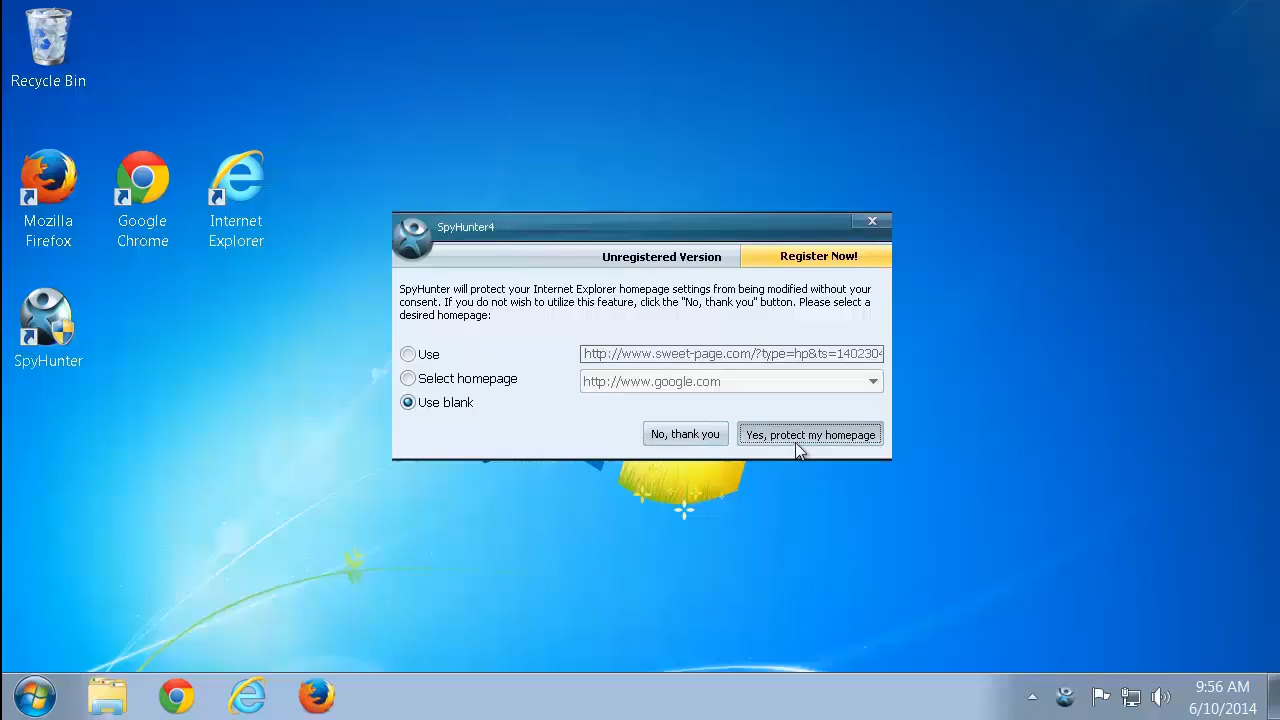 Recycle Bin
Mozilla
Firefox
Google
Chrome
Internet
Explorer
SpyHunter
SpyHunter4
Unregistered Version
Register Now!
SpyHunter will protect your Internet Explorer homepage settings from being modified without your
consent. If you do not wish to utilize this feature, click the "No, thank you" button. Please select a
desired homepage:
Use
http://www.sweet-page.com/?type=hp&ts=140230
Select homepage
http://www.google.com
Use blank
No, thank you
Yes, protect my homepage
9:56 AM
6/10/2014